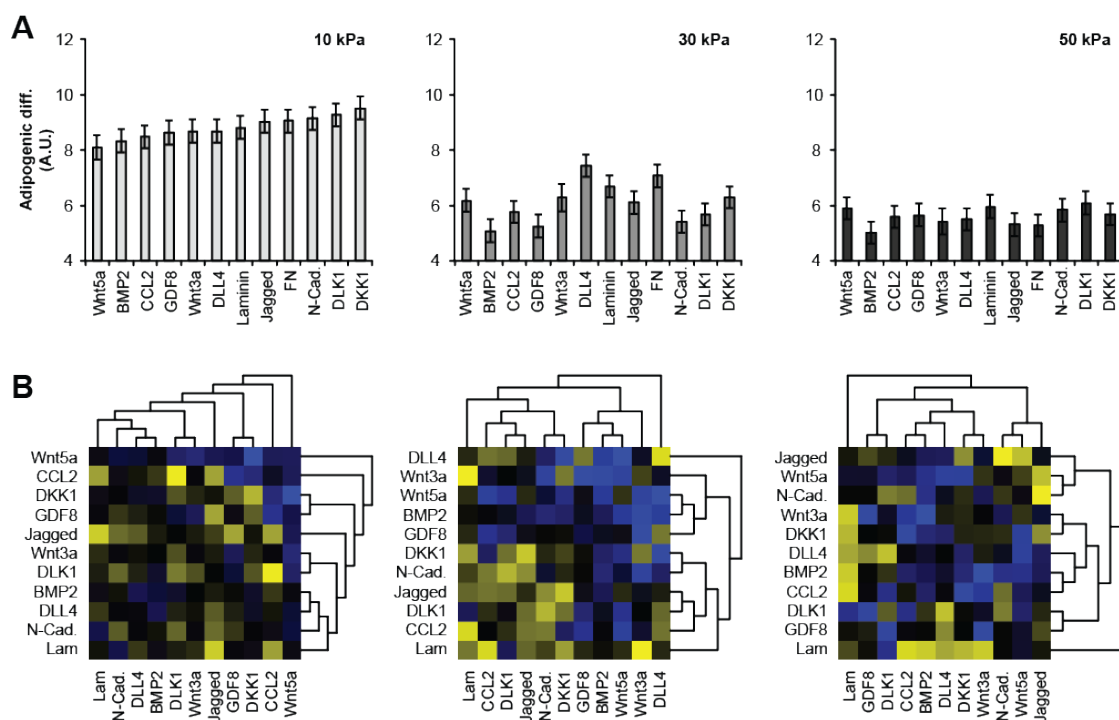 A
Adipogenic diff.
(A.U.)
12
10
8
6
4
10 kPa
Wnt5a
BMP2
CCL2
GDF8
Wnt3a
DLL4
Laminin
Jagged
FN
N-Cad.
DLK1
DKK1
12
10
8
6
4
30 kPa
Wnt5a
BMP2
CCL2
GDF8
Wnt3a
DLL4
Laminin
Jagged
FN
N-Cad.
DLK1
DKK1
12
10
8
6
4
50 kPa
Wnt5a
BMP2
CCL2
GDF8
Wnt3a
DLL4
Laminin
Jagged
FN
N-Cad.
DLK1
DKK1
B
Wnt5a
CCL2
DKK1
GDF8
Jagged
Wnt3a
DLK1
BMP2
DLL4
N-Cad.
Lam
Lam
N-Cad.
DLL4
BMP2
DLK1
Wnt3a
Jagged
GDF8
DKK1
CCL2
Wnt5a
DLL4
Wnt3a
Wnt5a
BMP2
GDF8
DKK1
N-Cad.
Jagged
DLK1
CCL2
Lam
Lam
CCL2
DLK1
Jagged
N-Cad.
DKK1
GDF8
BMP2
Wnt5a
Wnt3a
DLL4
Jagged
Wnt5a
N-Cad.
Wnt3a
DKK1
DLL4
BMP2
CCL2
DLK1
GDF8
Lam
Lam
GDF8
DLK1
CCL2
BMP2
DLL4
DKK1
Wnt3a
N-Cad.
Wnt5a
Jagged